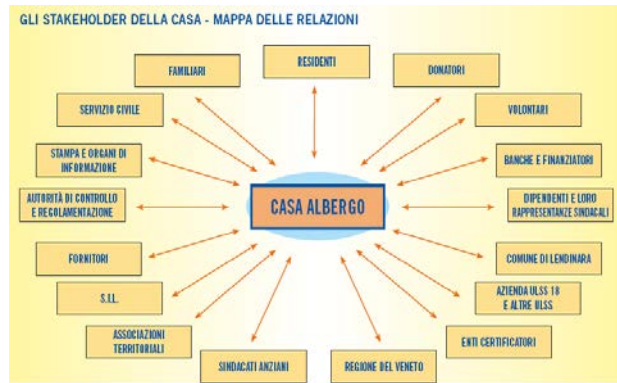 GLI STAKEHOLDER DELLA CASA - MAPPA DELLE RELAZIONI
RESIDENTI
FAMILIARI
DONATORI
SERVIZIO CIVILE
VOLONTARI
STAMPA E ORGANI DI
INFORMAZIONE
BANCHE E FINANZIATORI
AUTORITÀ DI CONTROLLO
E REGOLAMENTAZIONE
CASA ALBERGO
DIPENDENTI E LORO
RAPPRESENTANZE SINDACALI
FORNITORI
COMUNE DI LENDINARA
S.I.L.
AZIENDA ULSS 18
E ALTRE ULSS
ASSOCIAZIONI
TERRITORIALI
ENTI CERTIFICATORI
SINDACATI ANZIANI
REGIONE DEL VENETO